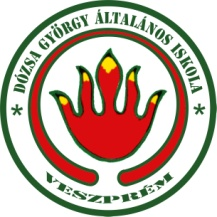 * DÓZSA GYÖRGY ÁLTALÁNOS ISKOLA *
VESZPRÉM